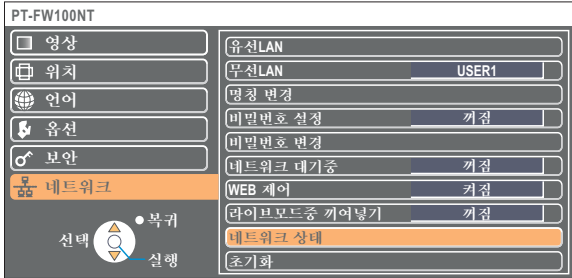 PT-FW100NT
영상
위치
언어
옵션
보안
네트워크
복귀
선택
실행
유선LAN
무선LAN USER1
명칭 변경
비밀번호 설정 꺼짐
비밀번호 변경
네트워크 대기중 꺼짐
WEB 제어 켜짐
라이브모드중 끼여넣기 꺼짐
네트워크 상태
초기화